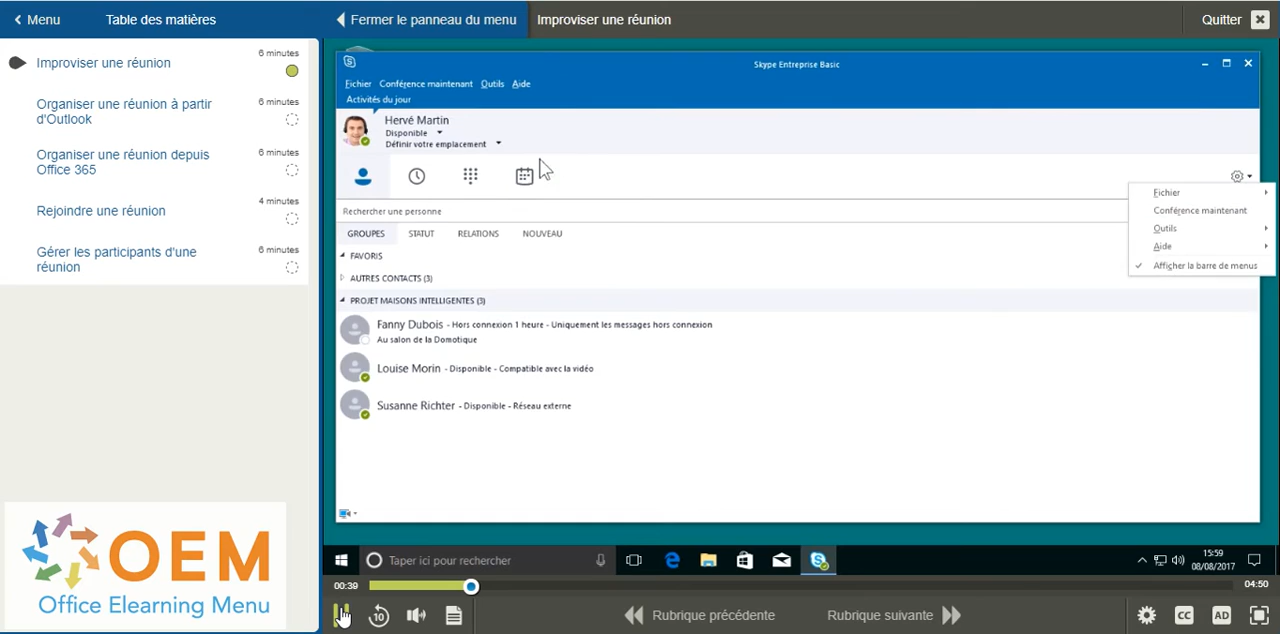 Menu
Table des matières
Fermer le panneau du menu
Improviser une réunion
Quitter
Improviser une réunion
6 minutes
Organiser une réunion à partir
d'Outlook
6 minutes
Organiser une réunion depuis
Office 365
6 minutes
Rejoindre une réunion
4 minutes
Gérer les participants d'une
réunion
6 minutes
OEM
Office Elearning Menu
Skype Entreprise Basic
Fichier Conférence maintenant Outils Aide
Activités du jour
Hervé Martin
Disponible
Définir votre emplacement
Rechercher une personne
GROUPES STATUT RELATIONS NOUVEAU
FAVORIS
AUTRES CONTACTS (3)
PROJET MAISONS INTELLIGENTES (3)
Fanny Dubois - Hors connexion 1 heure - Uniquement les messages hors connexion
Au salon de la Domotique
Louise Morin - Disponible - Compatible avec la vidéo
Susanne Richter - Disponible - Réseau externe
Fichier
Conférence maintenant
Outils
Aide
Afficher la barre de menus
Taper ici pour rechercher
15:59
08/08/2017
00:39
04:50
10
Rubrique précédente
Rubrique suivante
CC
AD